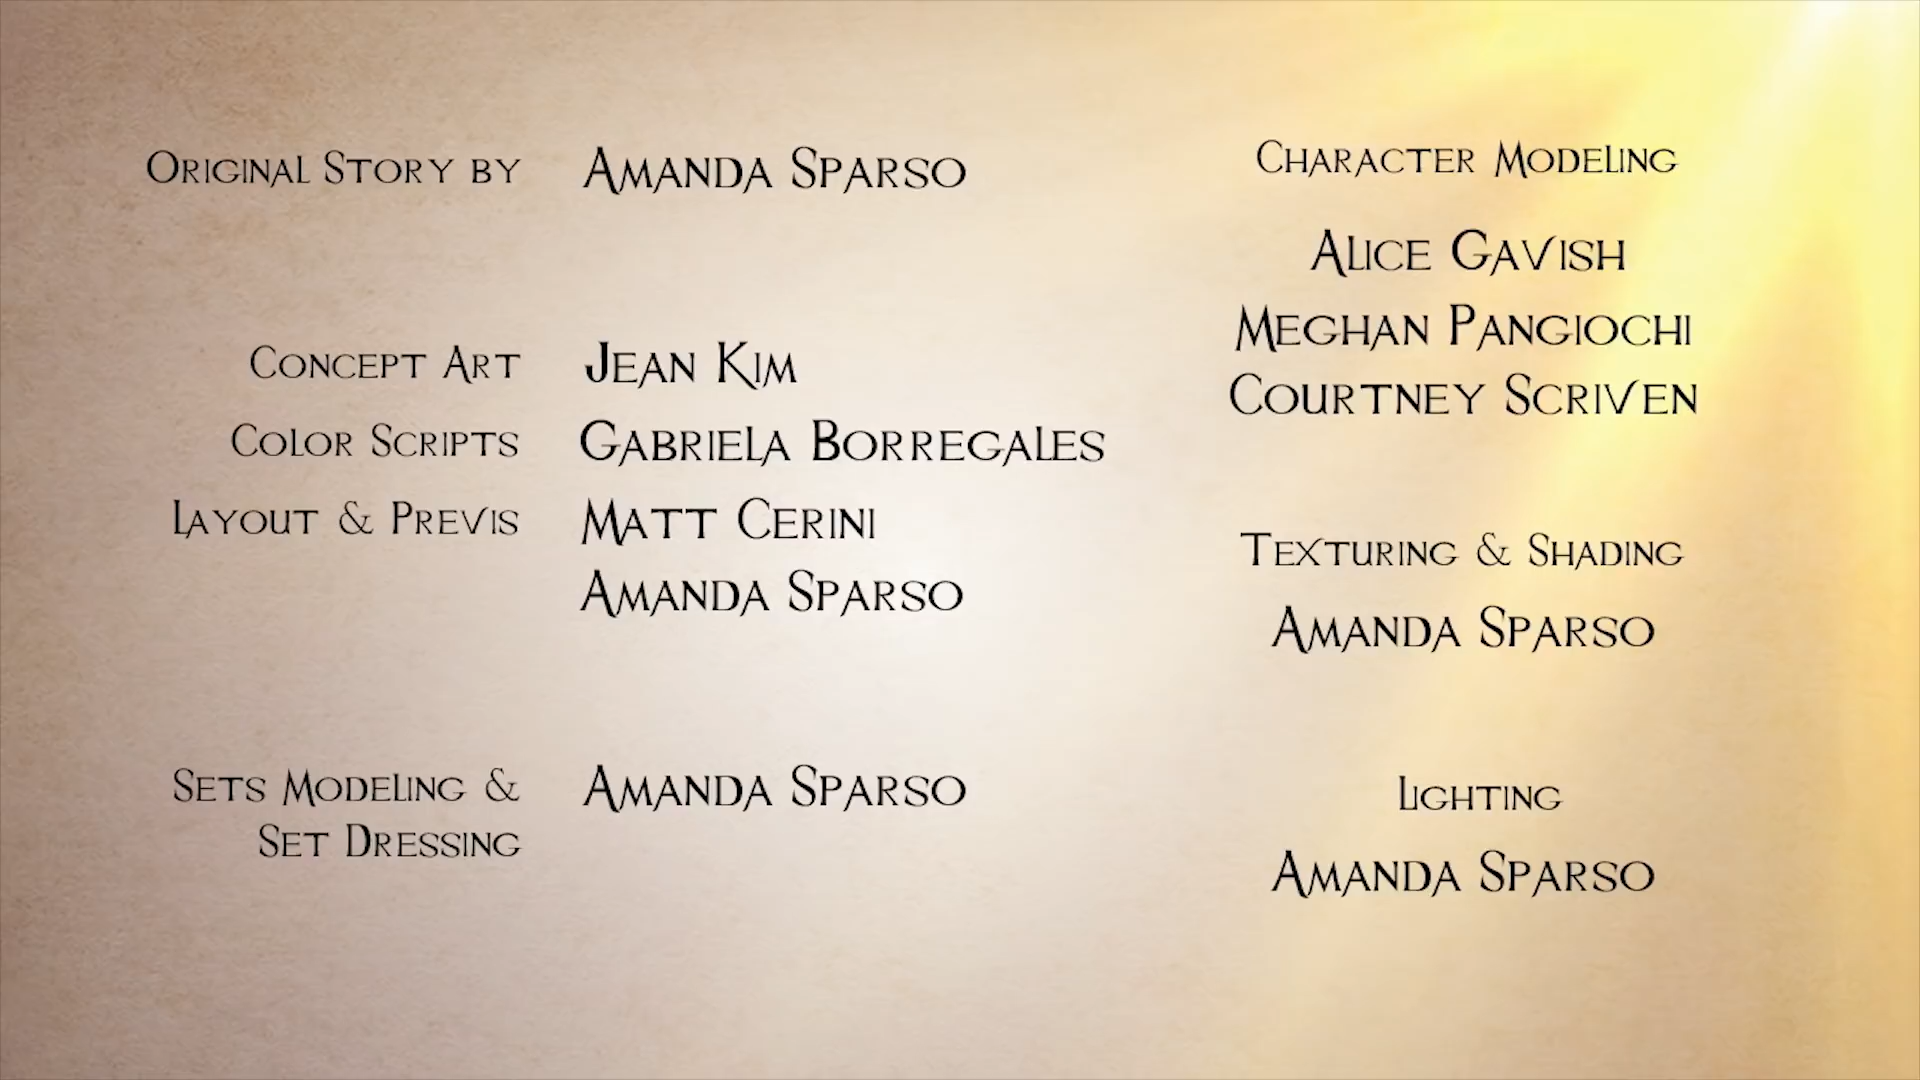 Original Story by Amanda Sparso
Concept Art Jean Kim
Color Scripts Gabriela Borregales
Layout & Previs Matt Cerini
Amanda Sparso
Sets Modeling & Amanda Sparso
Set Dressing
Character Modeling
Alice Gavish
Meghan Pangiochi
Courtney Scriven
Texturing & Shading
Amanda Sparso
Lighting
Amanda Sparso